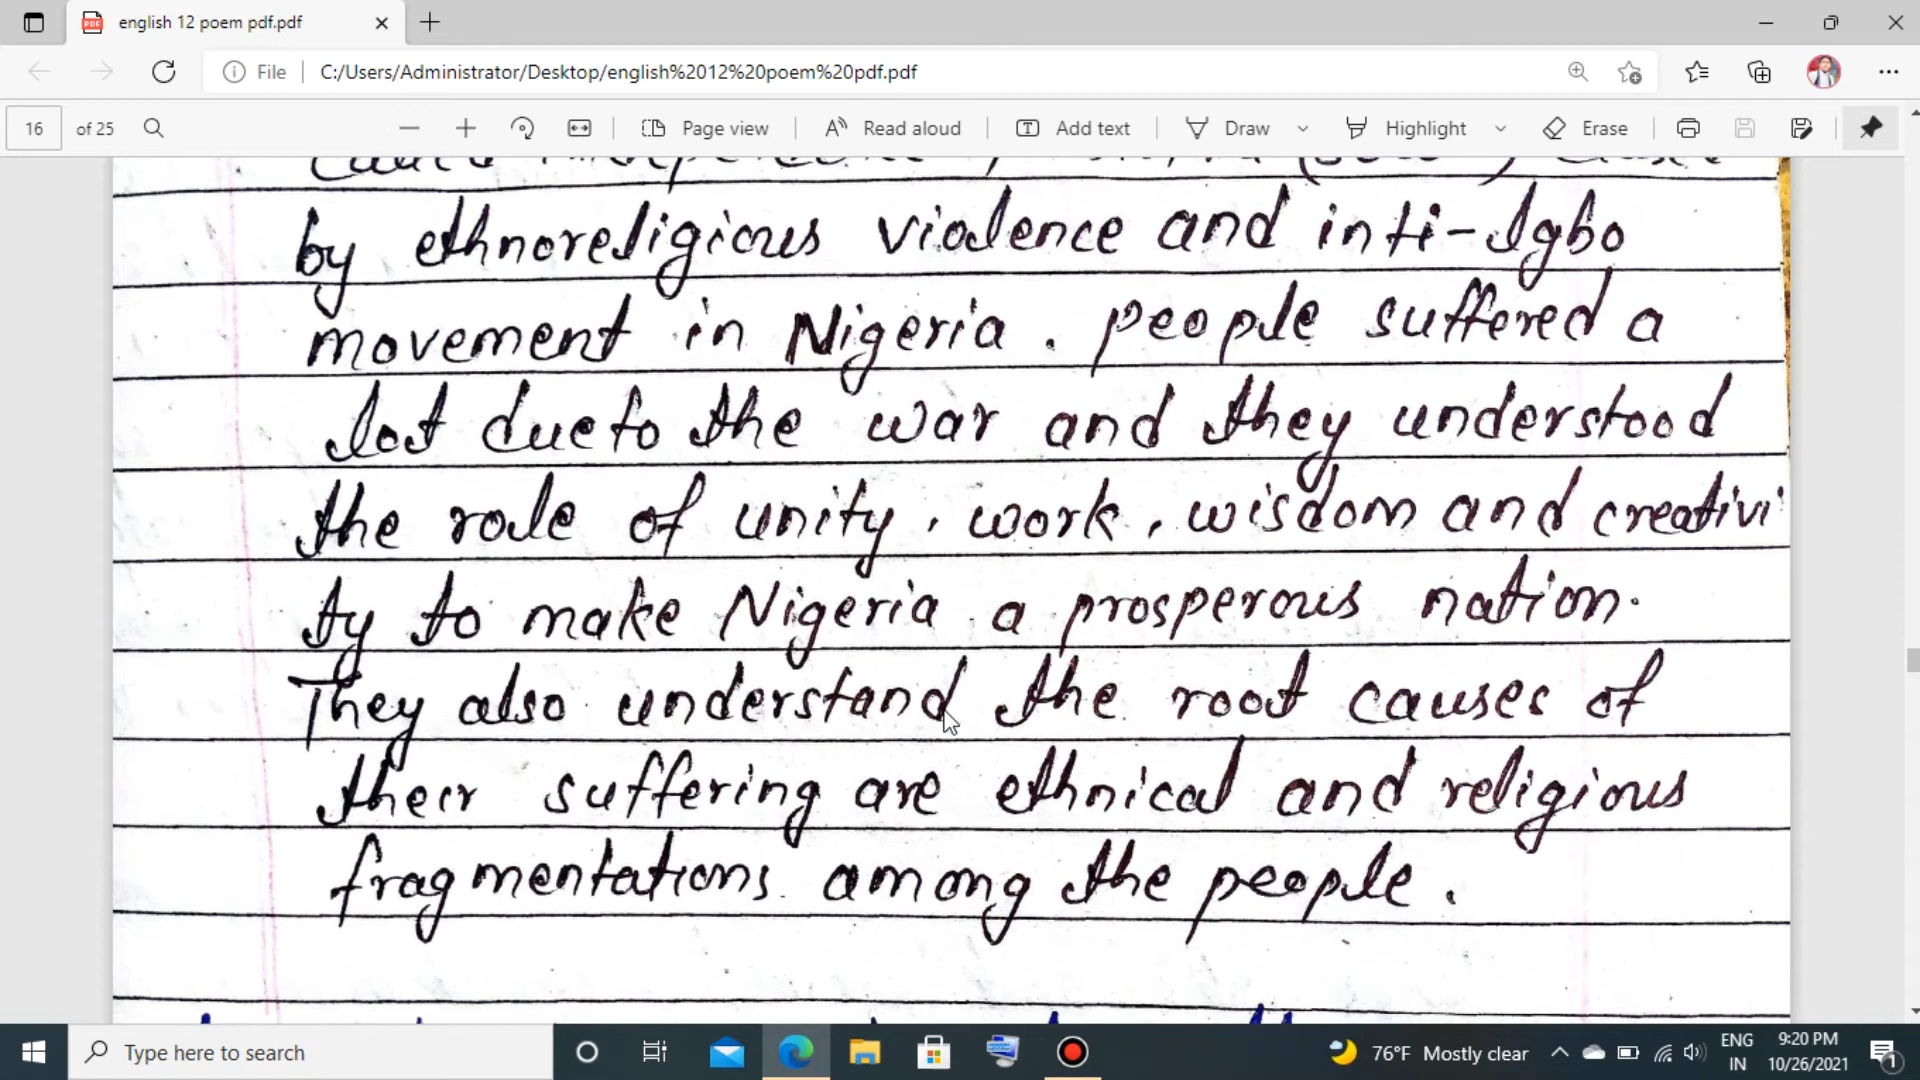 english 12 poem pdf.pdf
File C:/Users/Administrator/Desktop/english%2012%20poem%20pdf.pdf
16 of 25 Page view Read aloud Add text Draw Highlight Erase
by ethnoreligious violence and inti-Igbo
movement in Nigeria. people suffered a
lot due to the war and they understood
the role of unity, work, wisdom and creativi
ty to make Nigeria a prosperous nation.
They also understand the root causes of
their suffering are ethnical and religious
fragmentations among the people.
Type here to search 76°F Mostly clear ENG 9:20 PM
IN 10/26/2021 1